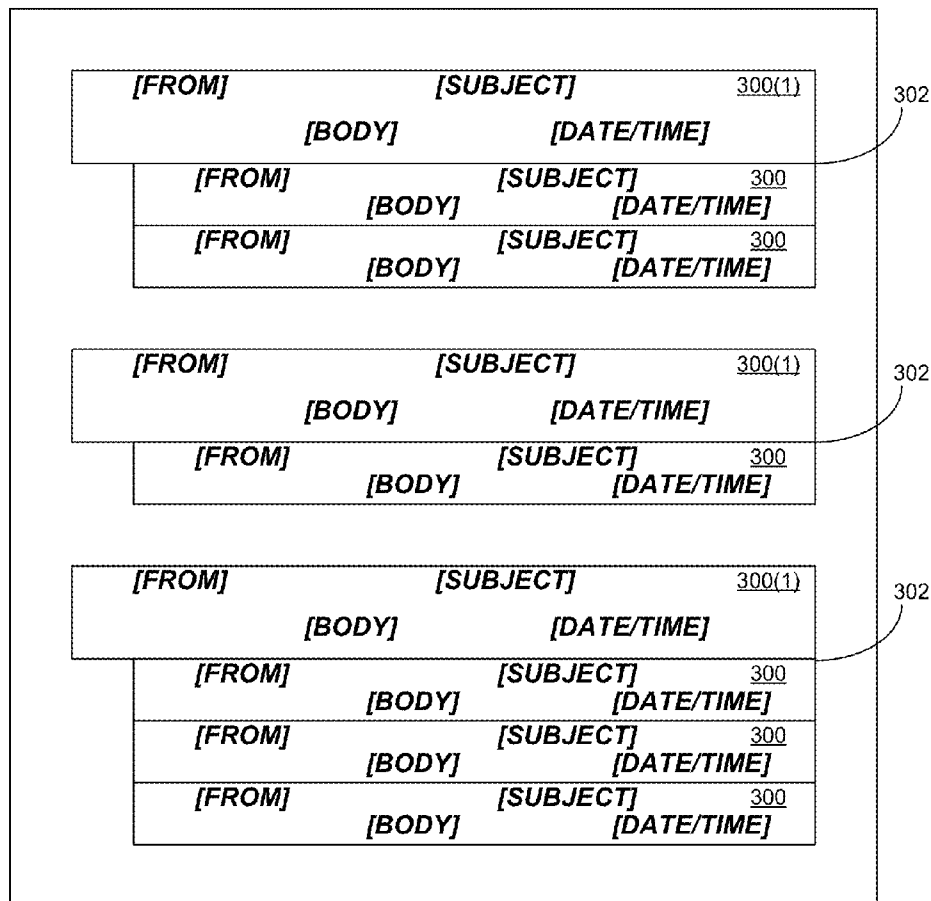 [FROM] [SUBJECT] 300(1)
302
[BODY] [DATE/TIME]
[FROM] [SUBJECT] 300
[BODY] [DATE/TIME]
[FROM] [SUBJECT] 300
[BODY] [DATE/TIME]
[FROM] [SUBJECT] 300(1)
302
[BODY] [DATE/TIME]
[FROM] [SUBJECT] 300
[BODY] [DATE/TIME]
[FROM] [SUBJECT] 300(1)
302
[BODY] [DATE/TIME]
[FROM] [SUBJECT] 300
[BODY] [DATE/TIME]
[FROM] [SUBJECT] 300
[BODY] [DATE/TIME]
[FROM] [SUBJECT] 300
[BODY] [DATE/TIME]